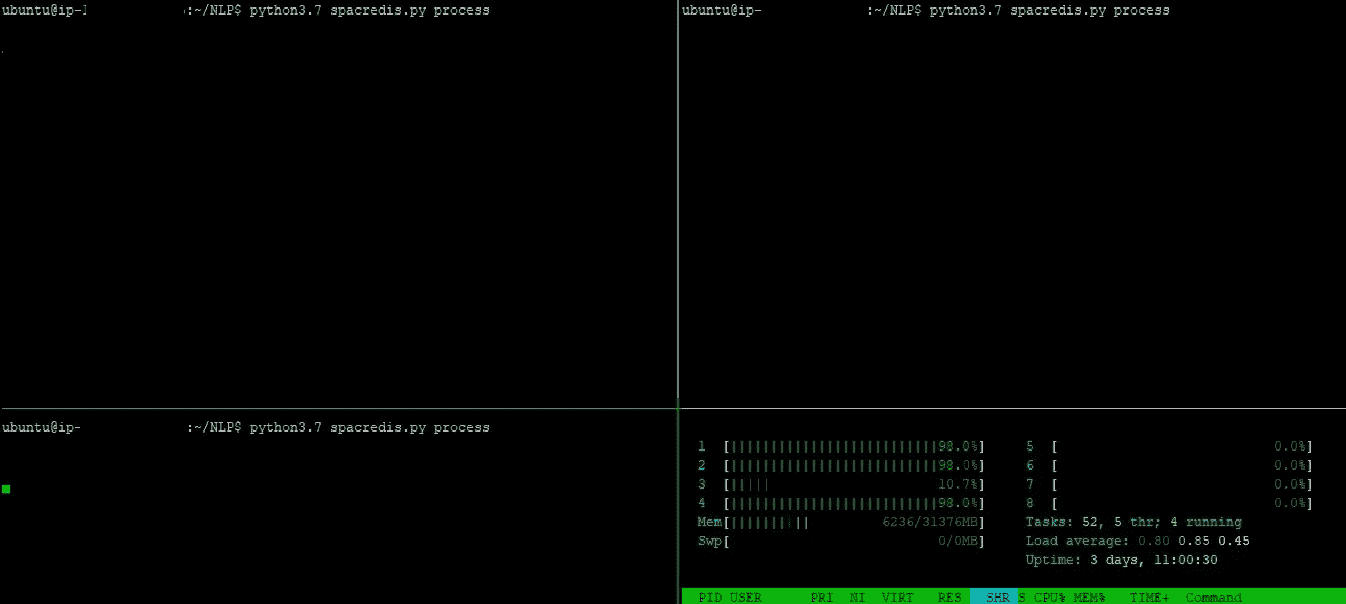 ubuntu@ip-1 :~/NLP$ python3.7 spacredis.py process
ubuntu@ip- :~/NLP$ python3.7 spacredis.py process
ubuntu@ip- :~/NLP$ python3.7 spacredis.py process
1 [||||||||||||||||||||||||||98.0%] 5 [ 0.0%]
2 [||||||||||||||||||||||||||98.0%] 6 [ 0.0%]
3 [||||| 10.7%] 7 [ 0.0%]
4 [||||||||||||||||||||||||||98.0%] 8 [ 0.0%]
Mem[|||||||||| 6236/31376MB] Tasks: 52, 5 thr; 4 running
Swp[ 0/0MB] Load average: 0.80 0.85 0.45
Uptime: 3 days, 11:00:30
PID USER PRI NI VIRT RES SHR S CPU% MEM% TIME+ Command